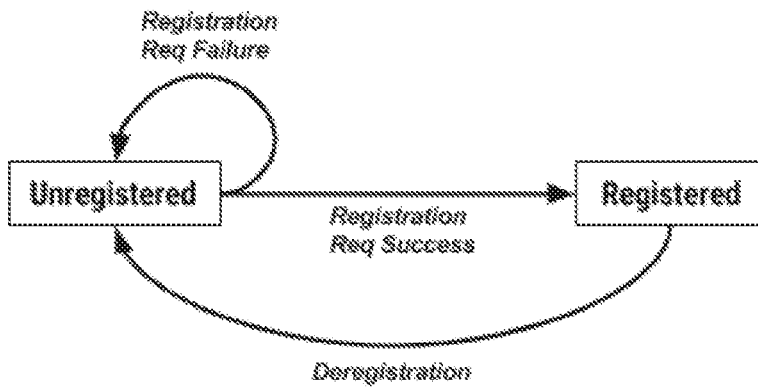 Registration
Req Failure
Unregistered
Registered
Registration
Req Success
Deregistration